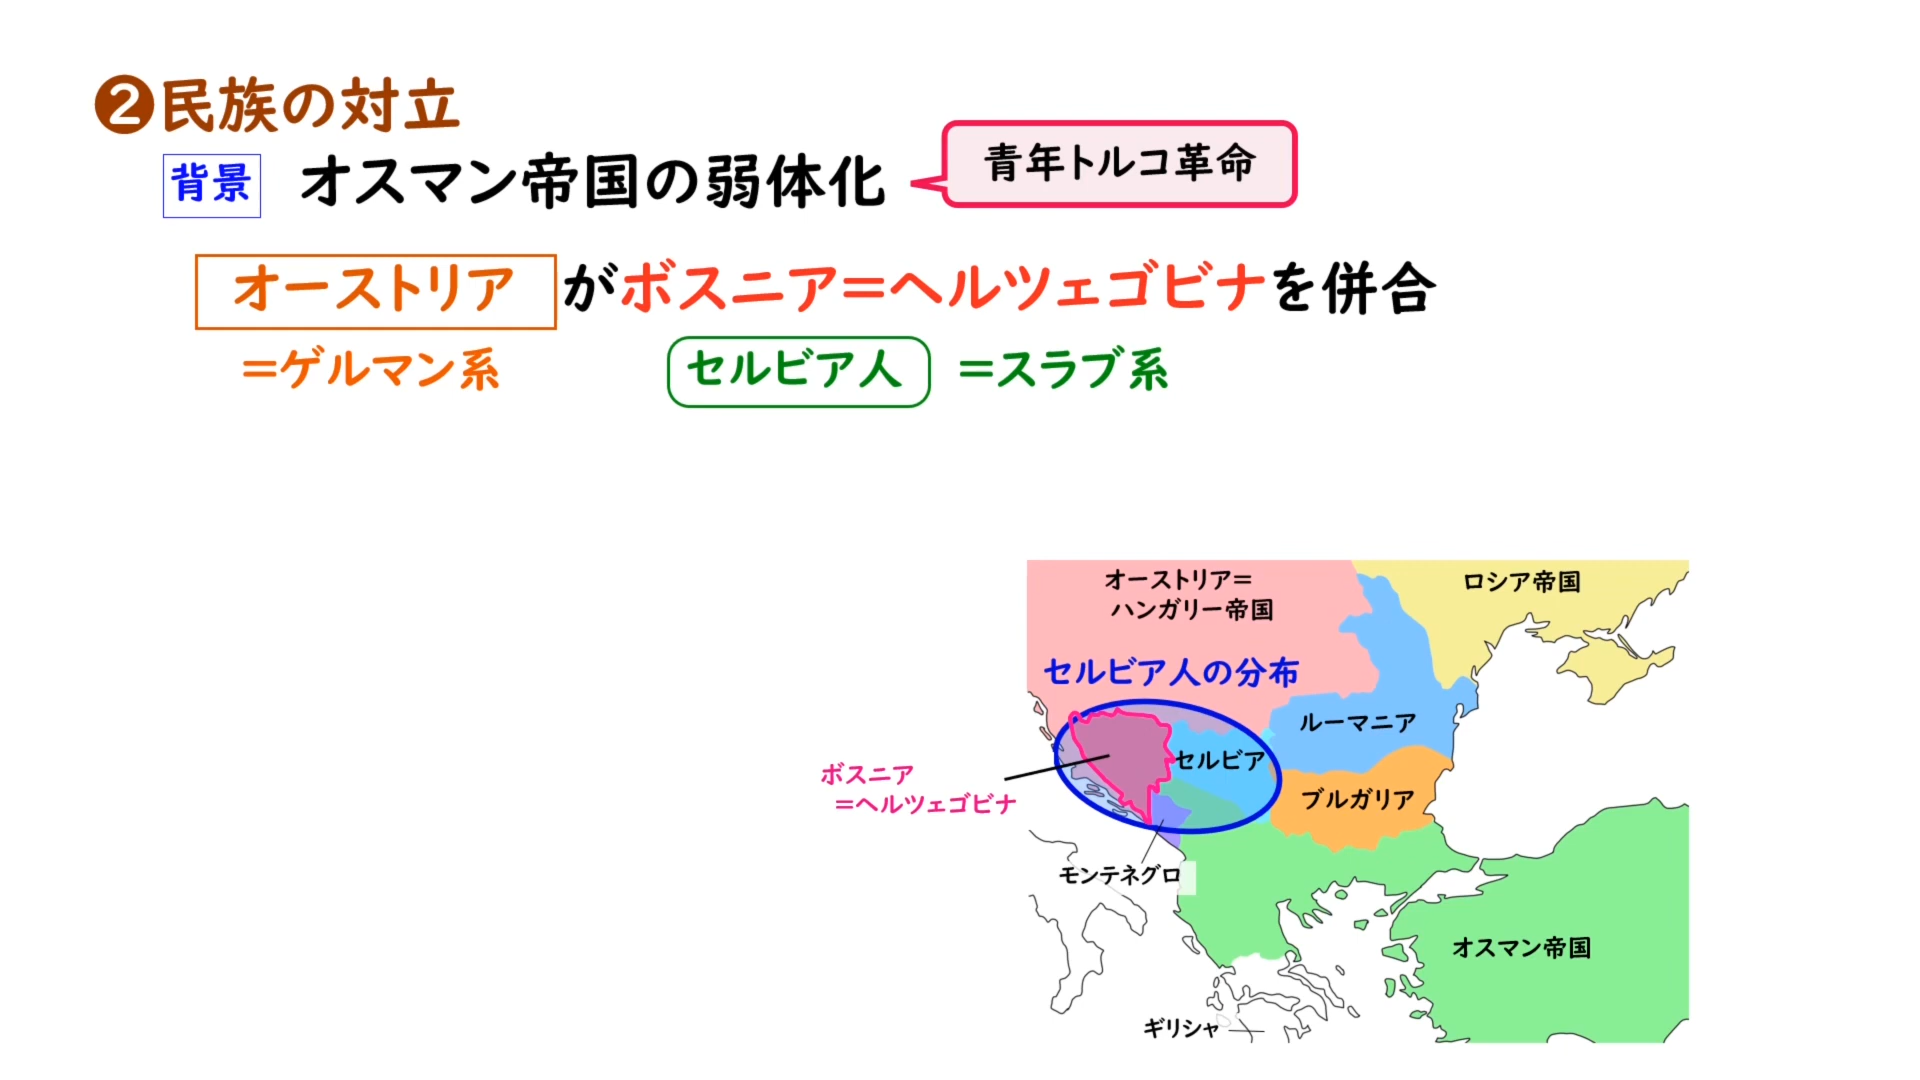 ❷民族の対立
青年トルコ革命
背景 オスマン帝国の弱体化
オーストリアがボスニア=ヘルツェゴビナを併合
=ゲルマン系 セルビア人 =スラブ系
オーストリア=
ハンガリー帝国
ロシア帝国
セルビア人の分布
ルーマニア
セルビア
ボスニア
=ヘルツェゴビナ
ブルガリア
モンテネグロ
オスマン帝国
ギリシャ